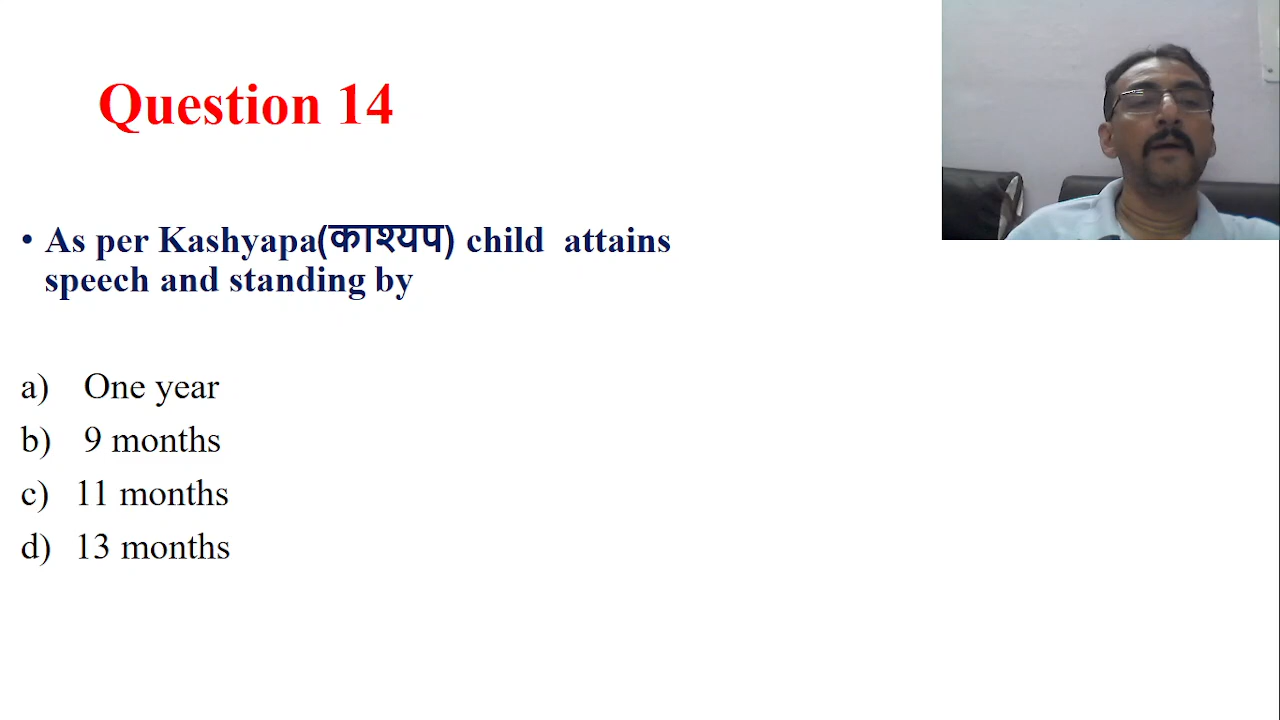 Question 14
• As per Kashyapa(काश्यप) child attains
speech and standing by
a) One year
b) 9 months
c) 11 months
d) 13 months